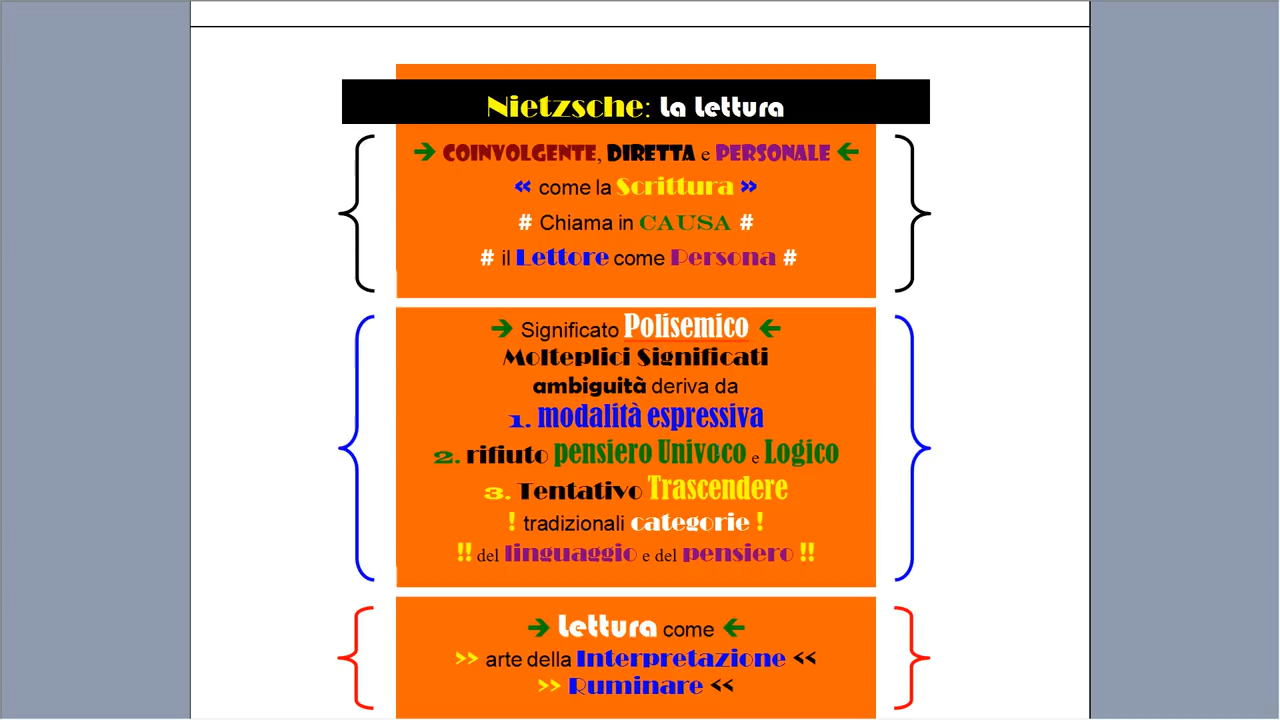 Nietzsche: La Lettura
➔ COINVOLGENTE, DIRETTA e PERSONALE ←
« come la Scrittura »
# Chiama in CAUSA #
# il Lettore come Persona #
➔ Significato Polisemico ←
Molteplici Significati
ambiguità deriva da
1. modalità espressiva
2. rifiuto pensiero Univoco e Logico
3. Tentativo Trascendere
! tradizionali categorie !
!! del linguaggio e del pensiero !!
➔ Lettura come ←
>> arte della Interpretazione <<
>> Ruminare <<